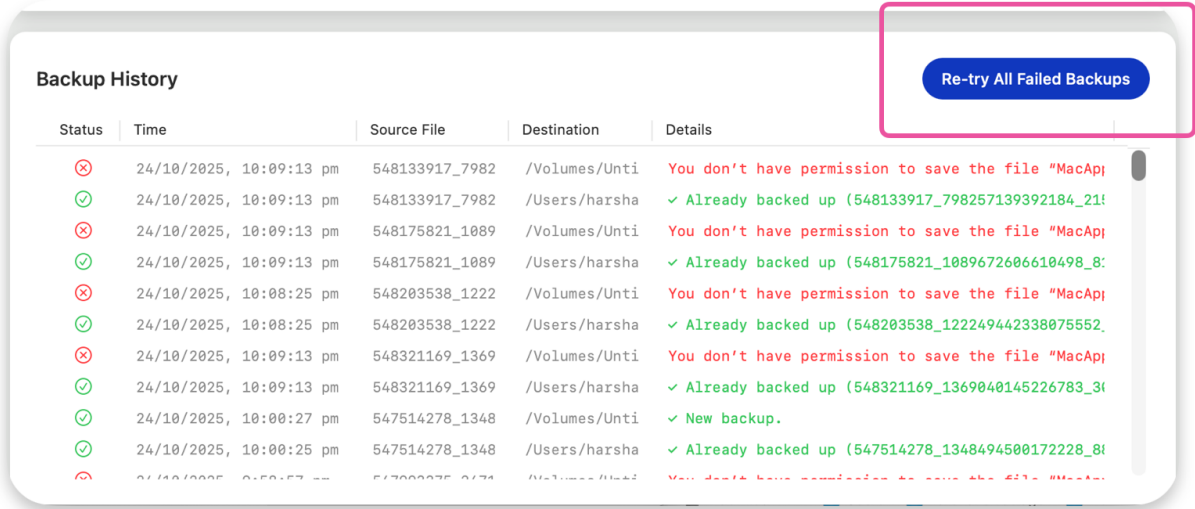 Backup History
Re-try All Failed Backups
Status Time Source File Destination Details
24/10/2025, 10:09:13 pm 548133917_7982 /Volumes/Unti You don’t have permission to save the file “MacApp
24/10/2025, 10:09:13 pm 548133917_7982 /Users/harsha ✓ Already backed up (548133917_798257139392184_215
24/10/2025, 10:09:13 pm 548175821_1089 /Volumes/Unti You don’t have permission to save the file “MacApp
24/10/2025, 10:09:13 pm 548175821_1089 /Users/harsha ✓ Already backed up (548175821_1089672606610498_81
24/10/2025, 10:08:25 pm 548203538_1222 /Volumes/Unti You don’t have permission to save the file “MacApp
24/10/2025, 10:08:25 pm 548203538_1222 /Users/harsha ✓ Already backed up (548203538_122249442338075552_
24/10/2025, 10:09:13 pm 548321169_1369 /Volumes/Unti You don’t have permission to save the file “MacApp
24/10/2025, 10:09:13 pm 548321169_1369 /Users/harsha ✓ Already backed up (548321169_1369040145226783_30
24/10/2025, 10:00:27 pm 547514278_1348 /Volumes/Unti ✓ New backup.
24/10/2025, 10:00:25 pm 547514278_1348 /Users/harsha ✓ Already backed up (547514278_1348494500172228_88